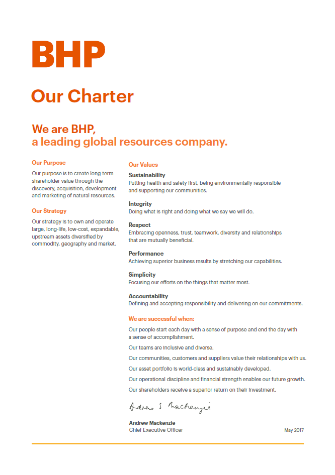 BHP
Our Charter
We are BHP,
a leading global resources company.
Our Purpose
Our purpose is to create long-term
shareholder value through the
discovery, acquisition, development
and marketing of natural resources.
Our Strategy
Our strategy is to own and operate
large, long-life, low-cost, expandable,
upstream assets diversified by
commodity, geography and market.
Our Values
Sustainability
Putting health and safety first, being environmentally responsible
and supporting our communities.
Integrity
Doing what is right and doing what we say we will do.
Respect
Embracing openness, trust, teamwork, diversity and relationships
that are mutually beneficial.
Performance
Achieving superior business results by stretching our capabilities.
Simplicity
Focusing our efforts on the things that matter most.
Accountability
Defining and accepting responsibility and delivering on our commitments.
We are successful when:
Our people start each day with a sense of purpose and end the day with
a sense of accomplishment.
Our teams are inclusive and diverse.
Our communities, customers and suppliers value their relationships with us.
Our asset portfolio is world-class and sustainably developed.
Our operational discipline and financial strength enables our future growth.
Our shareholders receive a superior return on their investment.
Andrew Mackenzie
Chief Executive Officer
May 2017